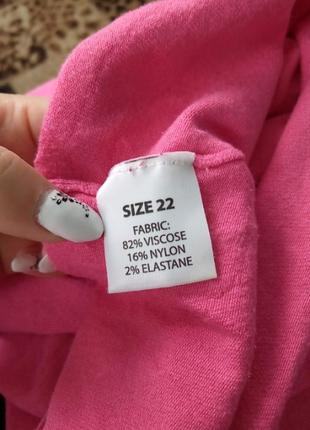 SIZE 22
FABRIC:
82% VISCOSE
16% NYLON
2% ELASTANE